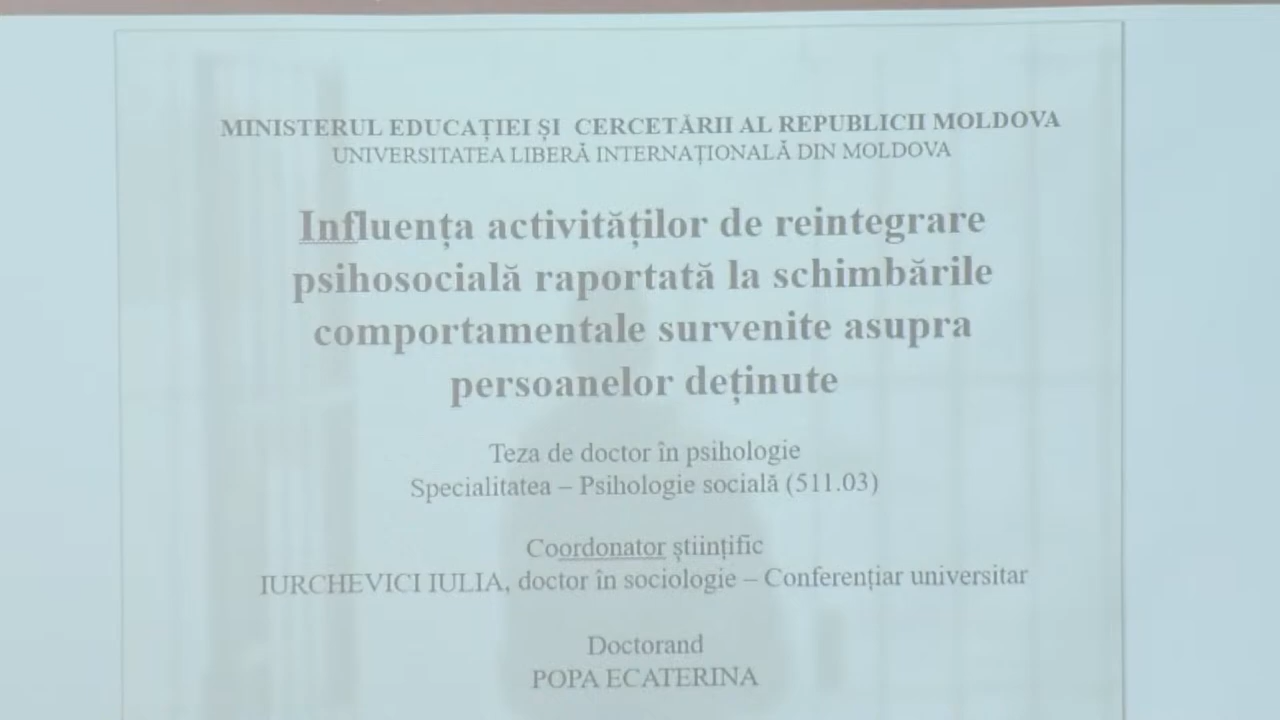 MINISTERUL EDUCAȚIEI ȘI CERCETĂRII AL REPUBLICII MOLDOVA
UNIVERSITATEA LIBERĂ INTERNAȚIONALĂ DIN MOLDOVA
Influența activităților de reintegrare
psihosocială raportată la schimbările
comportamentale survenite asupra
persoanelor deținute
Teza de doctor în psihologie
Specialitatea – Psihologie socială (511.03)
Coordonator științific
IURCHEVICI IULIA, doctor în sociologie – Conferențiar universitar
Doctorand
POPA ECATERINA